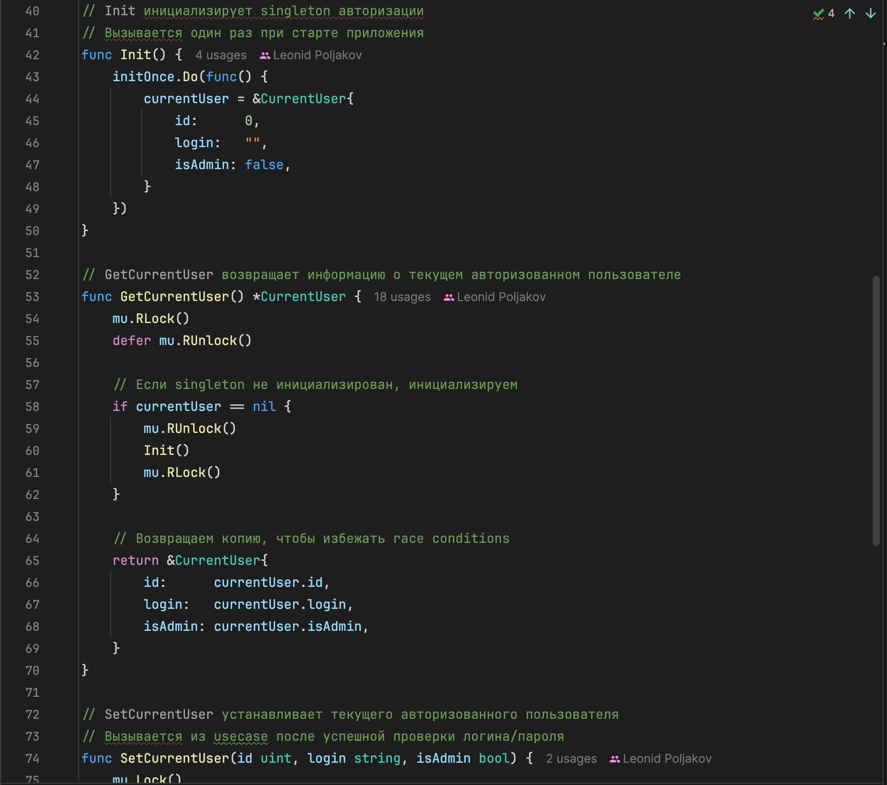 4
40 // Init инициализирует singleton авторизации
41 // Вызывается один раз при старте приложения
42 func Init() { 4 usages Leonid Poljakov
43 initOnce.Do(func() {
44 currentUser = &CurrentUser{
45 id: 0,
46 login: "",
47 isAdmin: false,
48 }
49 })
50 }
51
52 // GetCurrentUser возвращает информацию о текущем авторизованном пользователе
53 func GetCurrentUser() *CurrentUser { 18 usages Leonid Poljakov
54 mu.RLock()
55 defer mu.RUnlock()
56
57 // Если singleton не инициализирован, инициализируем
58 if currentUser == nil {
59 mu.RUnlock()
60 Init()
61 mu.RLock()
62 }
63
64 // Возвращаем копию, чтобы избежать race conditions
65 return &CurrentUser{
66 id: currentUser.id,
67 login: currentUser.login,
68 isAdmin: currentUser.isAdmin,
69 }
70 }
71
72 // SetCurrentUser устанавливает текущего авторизованного пользователя
73 // Вызывается из usecase после успешной проверки логина/пароля
74 func SetCurrentUser(id uint, login string, isAdmin bool) { 2 usages Leonid Poljakov
75 mu.Lock()